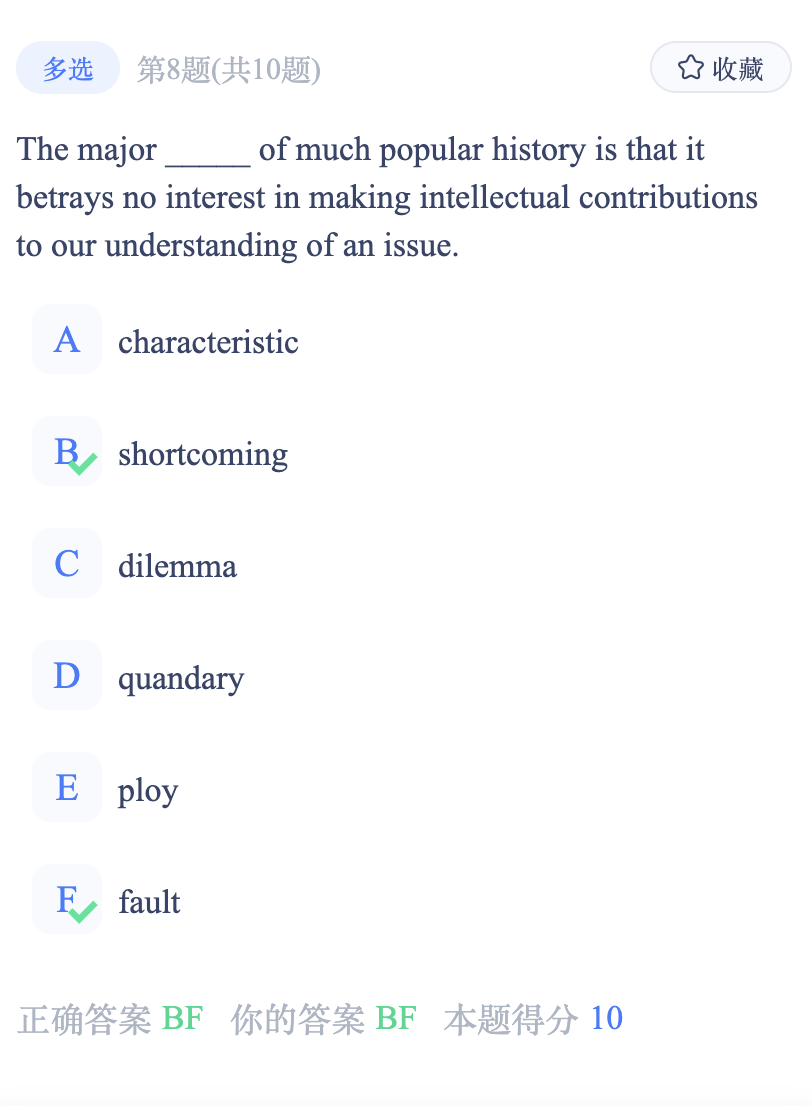 多选 第8题(共10题) 收藏
The major _____ of much popular history is that it
betrays no interest in making intellectual contributions
to our understanding of an issue.
A characteristic
B shortcoming
C dilemma
D quandary
E ploy
F fault
正确答案 BF 你的答案 BF 本题得分 10